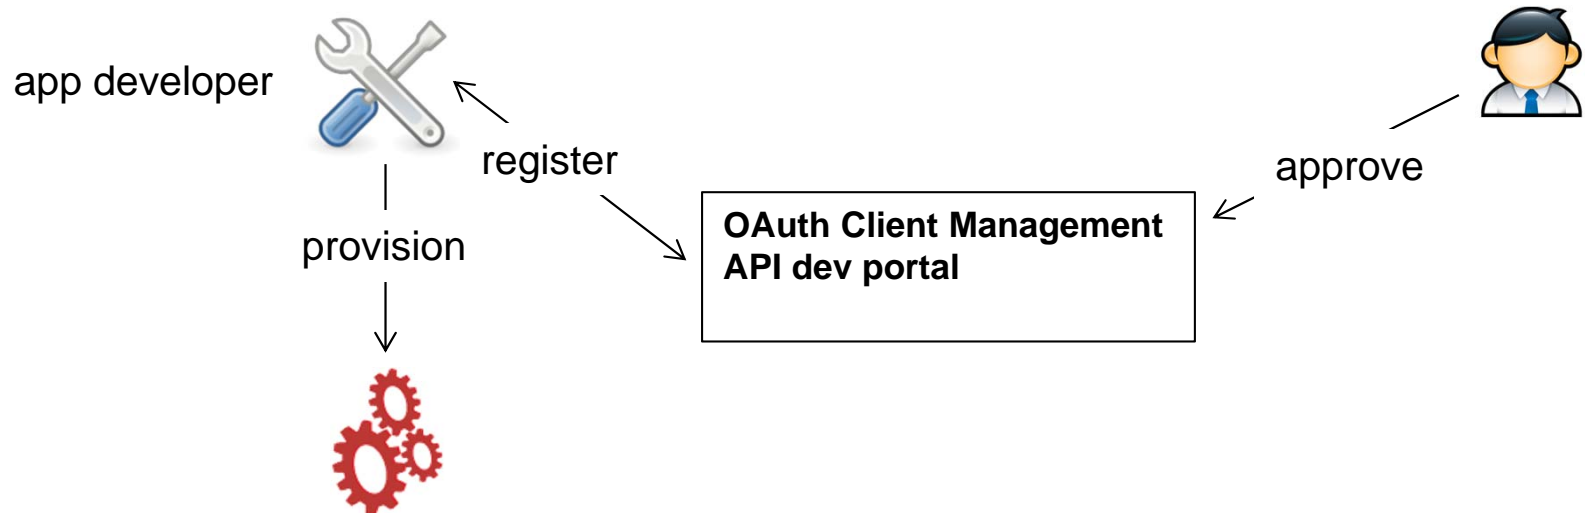 app developer
register
approve
OAuth Client Management
API dev portal
provision